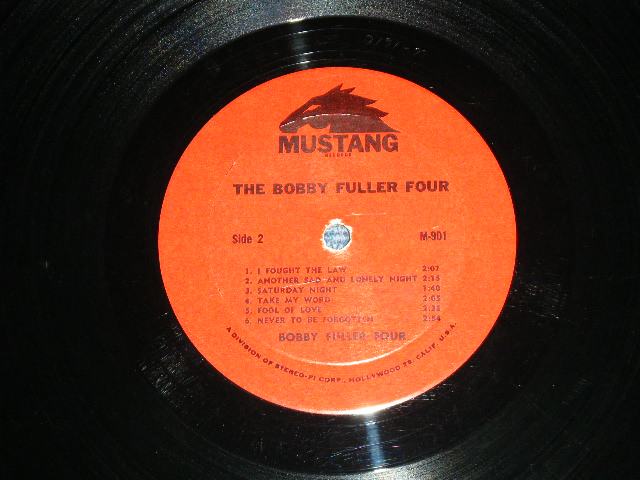 MUSTANG
RECORDS
THE BOBBY FULLER FOUR
Side 2 M-901
1. I FOUGHT THE LAW 2:07
2. ANOTHER SAD AND LONELY NIGHT 2:15
3. SATURDAY NIGHT 1:40
4. TAKE MY WORD 2:05
5. FOOL OF LOVE 2:35
6. NEVER TO BE FORGOTTEN 2:54
BOBBY FULLER FOUR
A DIVISION OF STEREO-FI CORP., HOLLYWOOD 28, CALIF. U.S.A.